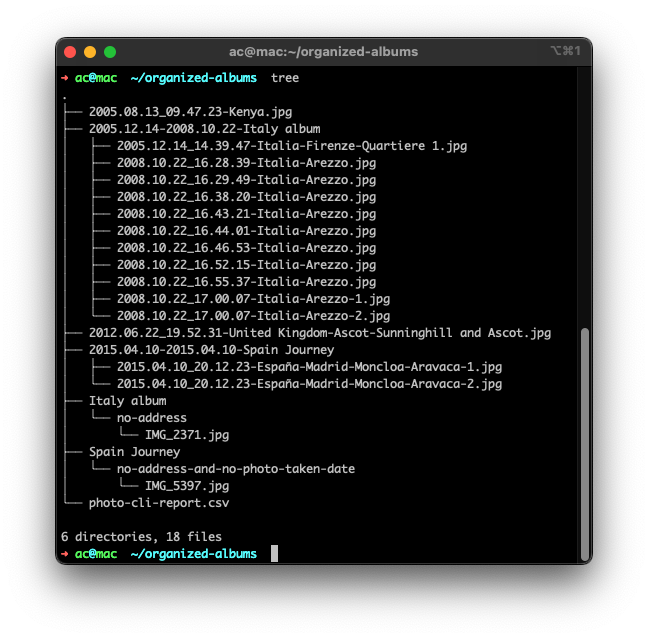 ac@mac:~/organized-albums
⌥⌘1
➜ ac@mac ~/organized-albums tree
.
├── 2005.08.13_09.47.23-Kenya.jpg
├── 2005.12.14-2008.10.22-Italy album
│   ├── 2005.12.14_14.39.47-Italia-Firenze-Quartiere 1.jpg
│   ├── 2008.10.22_16.28.39-Italia-Arezzo.jpg
│   ├── 2008.10.22_16.29.49-Italia-Arezzo.jpg
│   ├── 2008.10.22_16.38.20-Italia-Arezzo.jpg
│   ├── 2008.10.22_16.43.21-Italia-Arezzo.jpg
│   ├── 2008.10.22_16.44.01-Italia-Arezzo.jpg
│   ├── 2008.10.22_16.46.53-Italia-Arezzo.jpg
│   ├── 2008.10.22_16.52.15-Italia-Arezzo.jpg
│   ├── 2008.10.22_16.55.37-Italia-Arezzo.jpg
│   ├── 2008.10.22_17.00.07-Italia-Arezzo-1.jpg
│   └── 2008.10.22_17.00.07-Italia-Arezzo-2.jpg
├── 2012.06.22_19.52.31-United Kingdom-Ascot-Sunninghill and Ascot.jpg
├── 2015.04.10-2015.04.10-Spain Journey
│   ├── 2015.04.10_20.12.23-España-Madrid-Moncloa-Aravaca-1.jpg
│   └── 2015.04.10_20.12.23-España-Madrid-Moncloa-Aravaca-2.jpg
├── Italy album
│   └── no-address
│       └── IMG_2371.jpg
├── Spain Journey
│   └── no-address-and-no-photo-taken-date
│       └── IMG_5397.jpg
└── photo-cli-report.csv
6 directories, 18 files
➜ ac@mac ~/organized-albums